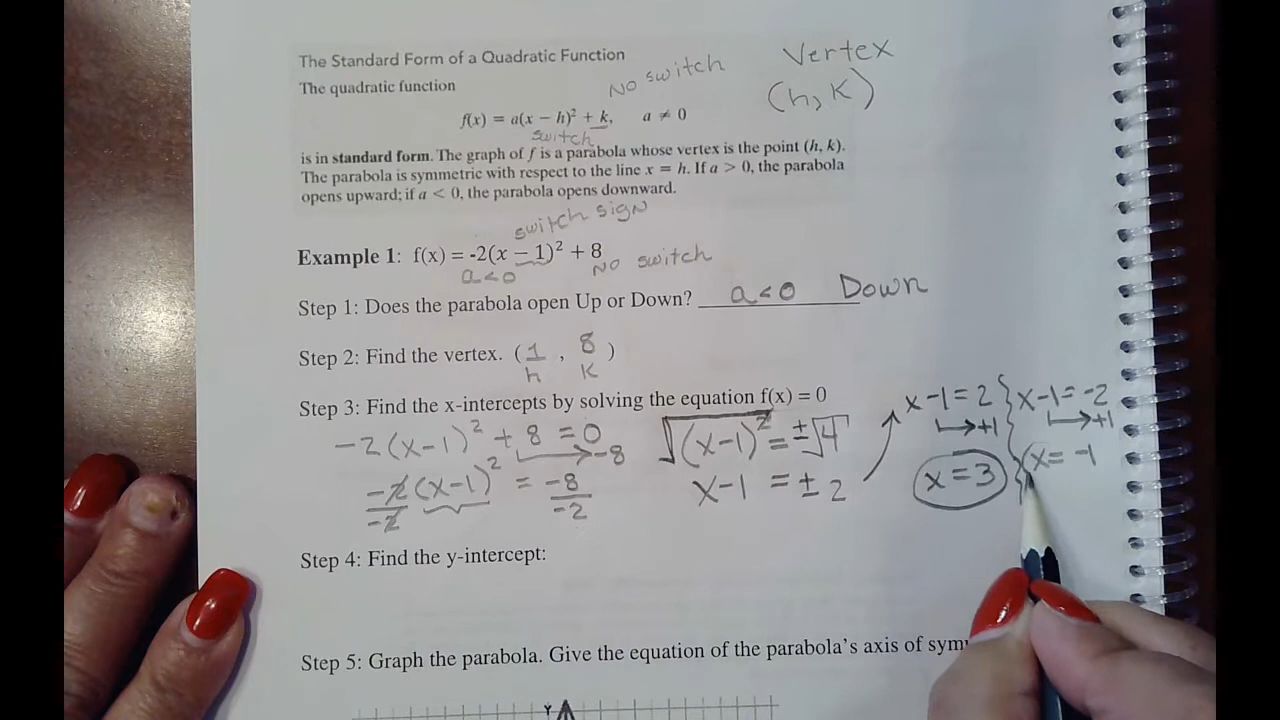 The Standard Form of a Quadratic Function
Vertex
The quadratic function
NO switch
(h, K)
f(x) = a(x − h)² + k, a ≠ 0
switch
is in standard form. The graph of f is a parabola whose vertex is the point (h, k).
The parabola is symmetric with respect to the line x = h. If a > 0, the parabola
opens upward; if a < 0, the parabola opens downward.
switch sign
Example 1: f(x) = -2(x − 1)² + 8
a<0 NO switch
Step 1: Does the parabola open Up or Down? a<0 Down
Step 2: Find the vertex. (1, 8)
h K
Step 3: Find the x-intercepts by solving the equation f(x) = 0
−2(x−1)² + 8 = 0
−8
−2(x−1)² = −8
−2 −2
√(x−1)² = ±√4
x−1 = ±2
x−1=2
+1
x=3
x−1=−2
+1
x=−1
Step 4: Find the y-intercept:
Step 5: Graph the parabola. Give the equation of the parabola's axis of
Y